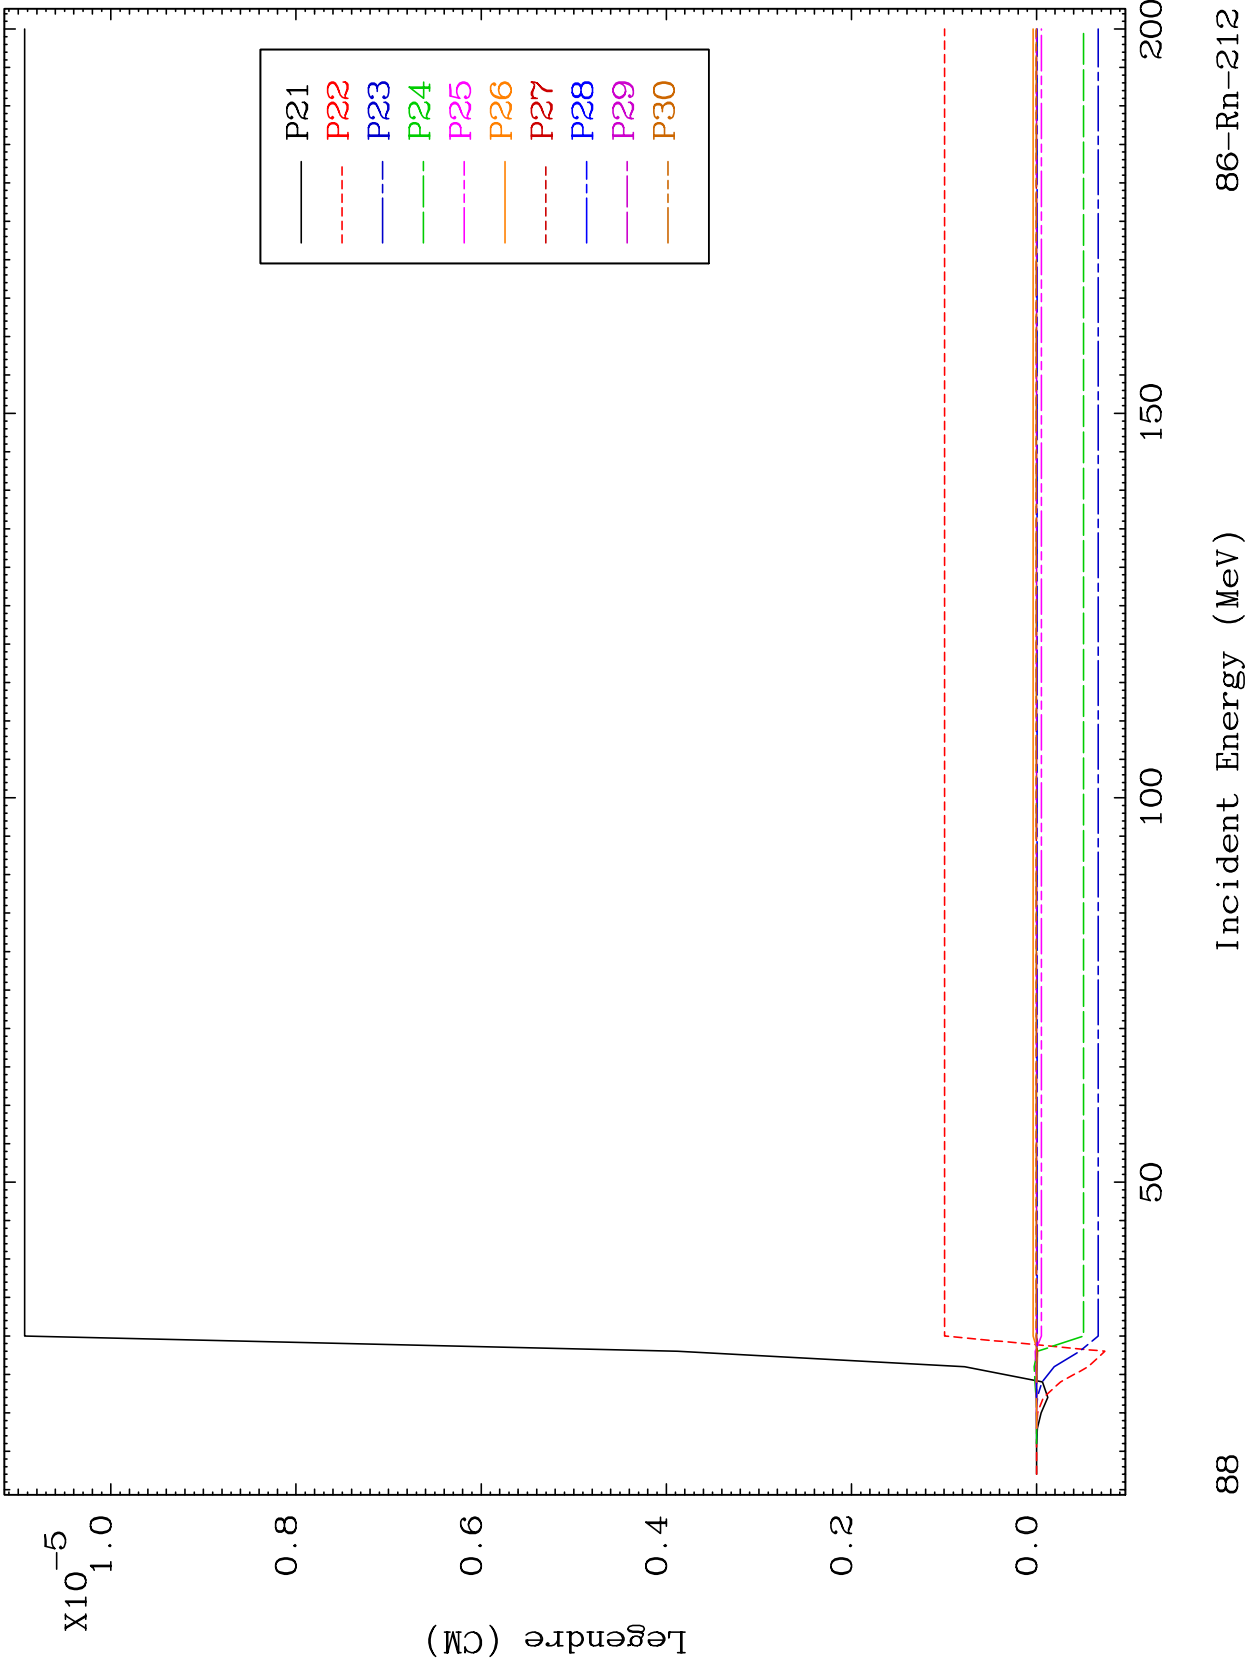 X10-5
1.0
0.8
0.6
0.4
0.2
0.0
Legendre (CM)
P21
P22
P23
P24
P25
P26
P27
P28
P29
P30
50
100
150
200
88
Incident Energy (MeV)
86-Rn-212